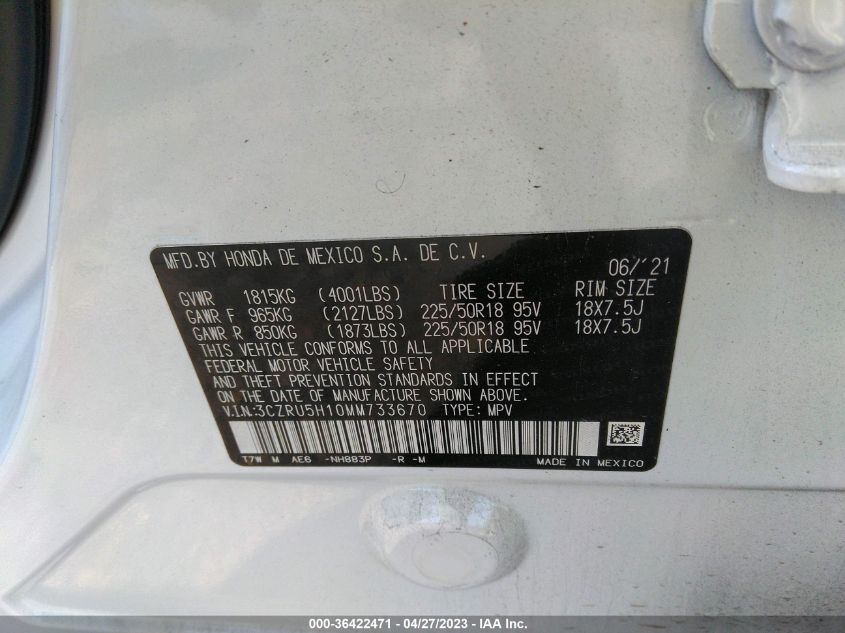 MFD.BY HONDA DE MEXICO S.A. DE C.V. 06/'21
GVWR 1815KG (4001LBS) TIRE SIZE RIM SIZE
GAWR F 965KG (2127LBS) 225/50R18 95V 18X7.5J
GAWR R 850KG (1873LBS) 225/50R18 95V 18X7.5J
THIS VEHICLE CONFORMS TO ALL APPLICABLE
FEDERAL MOTOR VEHICLE SAFETY
AND THEFT PREVENTION STANDARDS IN EFFECT
ON THE DATE OF MANUFACTURE SHOWN ABOVE.
V.I.N:3CZRU5H10MM733670 TYPE: MPV
T7W M AE6 -NH883P -R -M MADE IN MEXICO
000-36422471 - 04/27/2023 - IAA Inc.